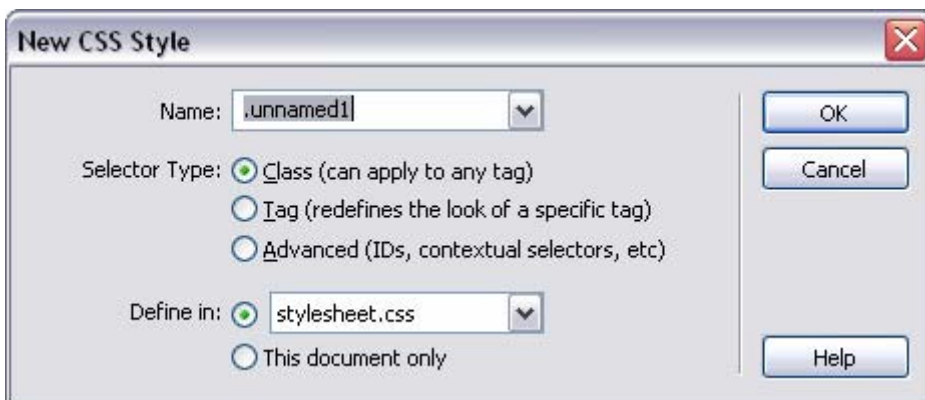 New CSS Style
Name: .unnamed1
OK
Selector Type: Class (can apply to any tag)
Cancel
Tag (redefines the look of a specific tag)
Advanced (IDs, contextual selectors, etc)
Define in: stylesheet.css
This document only
Help